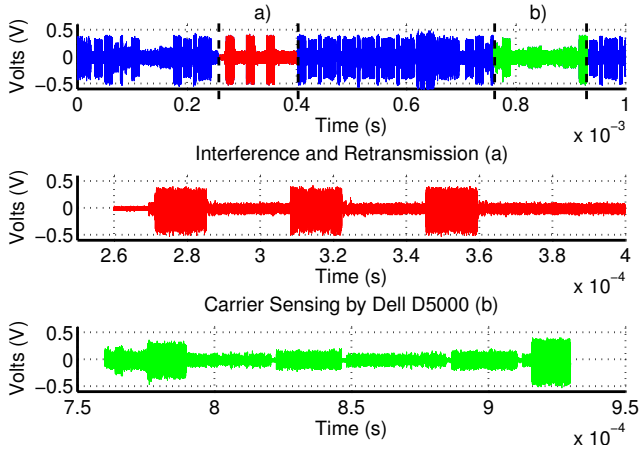 a) b)
Volts (V)
0.5
0
−0.5
0 0.2 0.4 0.6 0.8 1
Time (s)
x 10⁻³
Interference and Retransmission (a)
Volts (V)
0.5
0
−0.5
2.6 2.8 3 3.2 3.4 3.6 3.8 4
Time (s)
x 10⁻⁴
Carrier Sensing by Dell D5000 (b)
Volts (V)
0.5
0
−0.5
7.5 8 8.5 9 9.5
Time (s)
x 10⁻⁴